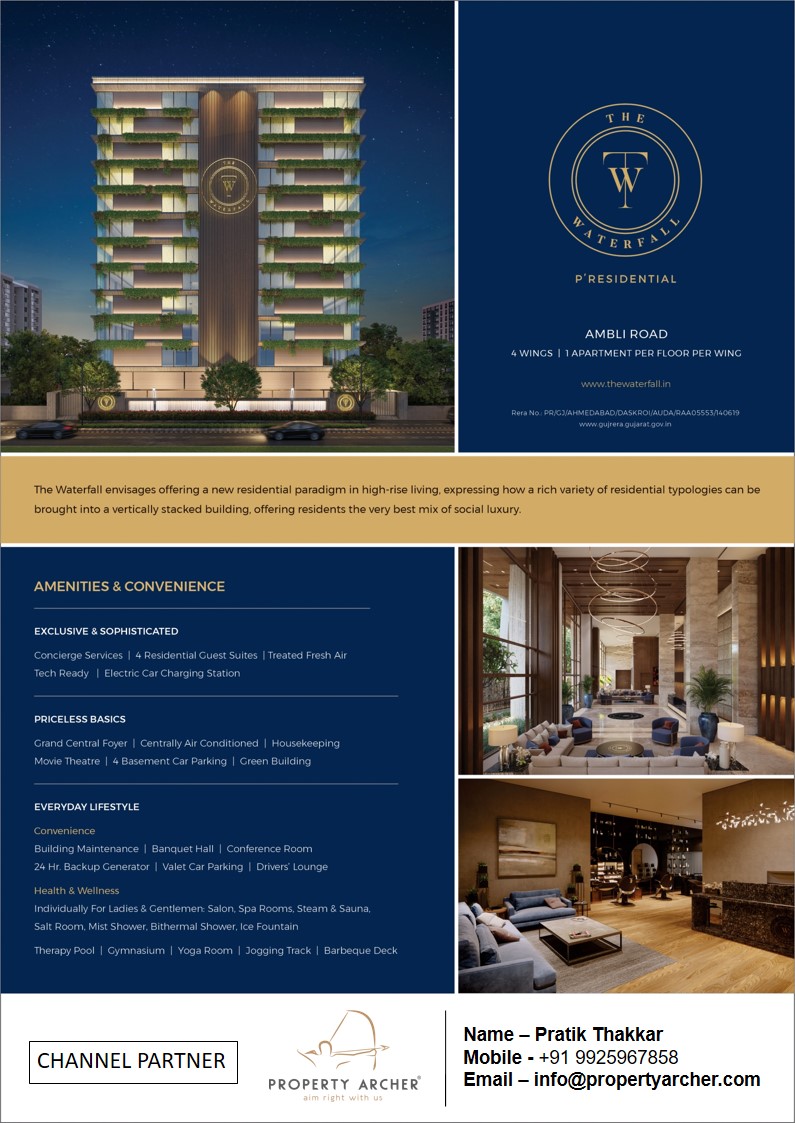 THE
TW
WATERFALL
THE
TW
WATERFALL
P'RESIDENTIAL
AMBLI ROAD
4 WINGS | 1 APARTMENT PER FLOOR PER WING
www.thewaterfall.in
Rera No.: PR/GJ/AHMEDABAD/DASKROI/AUDA/RAA05553/140619
www.gujrera.gujarat.gov.in
The Waterfall envisages offering a new residential paradigm in high-rise living, expressing how a rich variety of residential typologies can be
brought into a vertically stacked building, offering residents the very best mix of social luxury.
AMENITIES & CONVENIENCE
EXCLUSIVE & SOPHISTICATED
Concierge Services | 4 Residential Guest Suites | Treated Fresh Air
Tech Ready | Electric Car Charging Station
PRICELESS BASICS
Grand Central Foyer | Centrally Air Conditioned | Housekeeping
Movie Theatre | 4 Basement Car Parking | Green Building
EVERYDAY LIFESTYLE
Convenience
Building Maintenance | Banquet Hall | Conference Room
24 Hr. Backup Generator | Valet Car Parking | Drivers' Lounge
Health & Wellness
Individually For Ladies & Gentlemen: Salon, Spa Rooms, Steam & Sauna,
Salt Room, Mist Shower, Bithermal Shower, Ice Fountain
Therapy Pool | Gymnasium | Yoga Room | Jogging Track | Barbeque Deck
CHANNEL PARTNER
PROPERTY ARCHER®
aim right with us
Name – Pratik Thakkar
Mobile - +91 9925967858
Email – info@propertyarcher.com